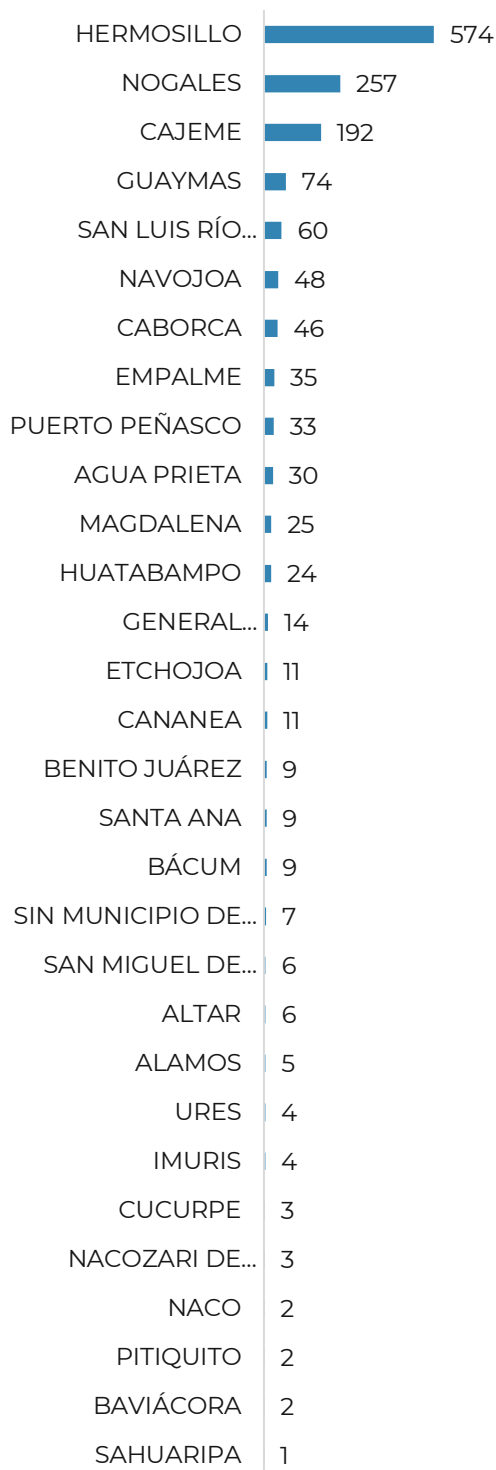 HERMOSILLO 574
NOGALES 257
CAJEME 192
GUAYMAS 74
SAN LUIS RÍO... 60
NAVOJOA 48
CABORCA 46
EMPALME 35
PUERTO PEÑASCO 33
AGUA PRIETA 30
MAGDALENA 25
HUATABAMPO 24
GENERAL... 14
ETCHOJOA 11
CANANEA 11
BENITO JUÁREZ 9
SANTA ANA 9
BÁCUM 9
SIN MUNICIPIO DE... 7
SAN MIGUEL DE... 6
ALTAR 6
ALAMOS 5
URES 4
IMURIS 4
CUCURPE 3
NACOZARI DE... 3
NACO 2
PITIQUITO 2
BAVIÁCORA 2
SAHUARIPA 1